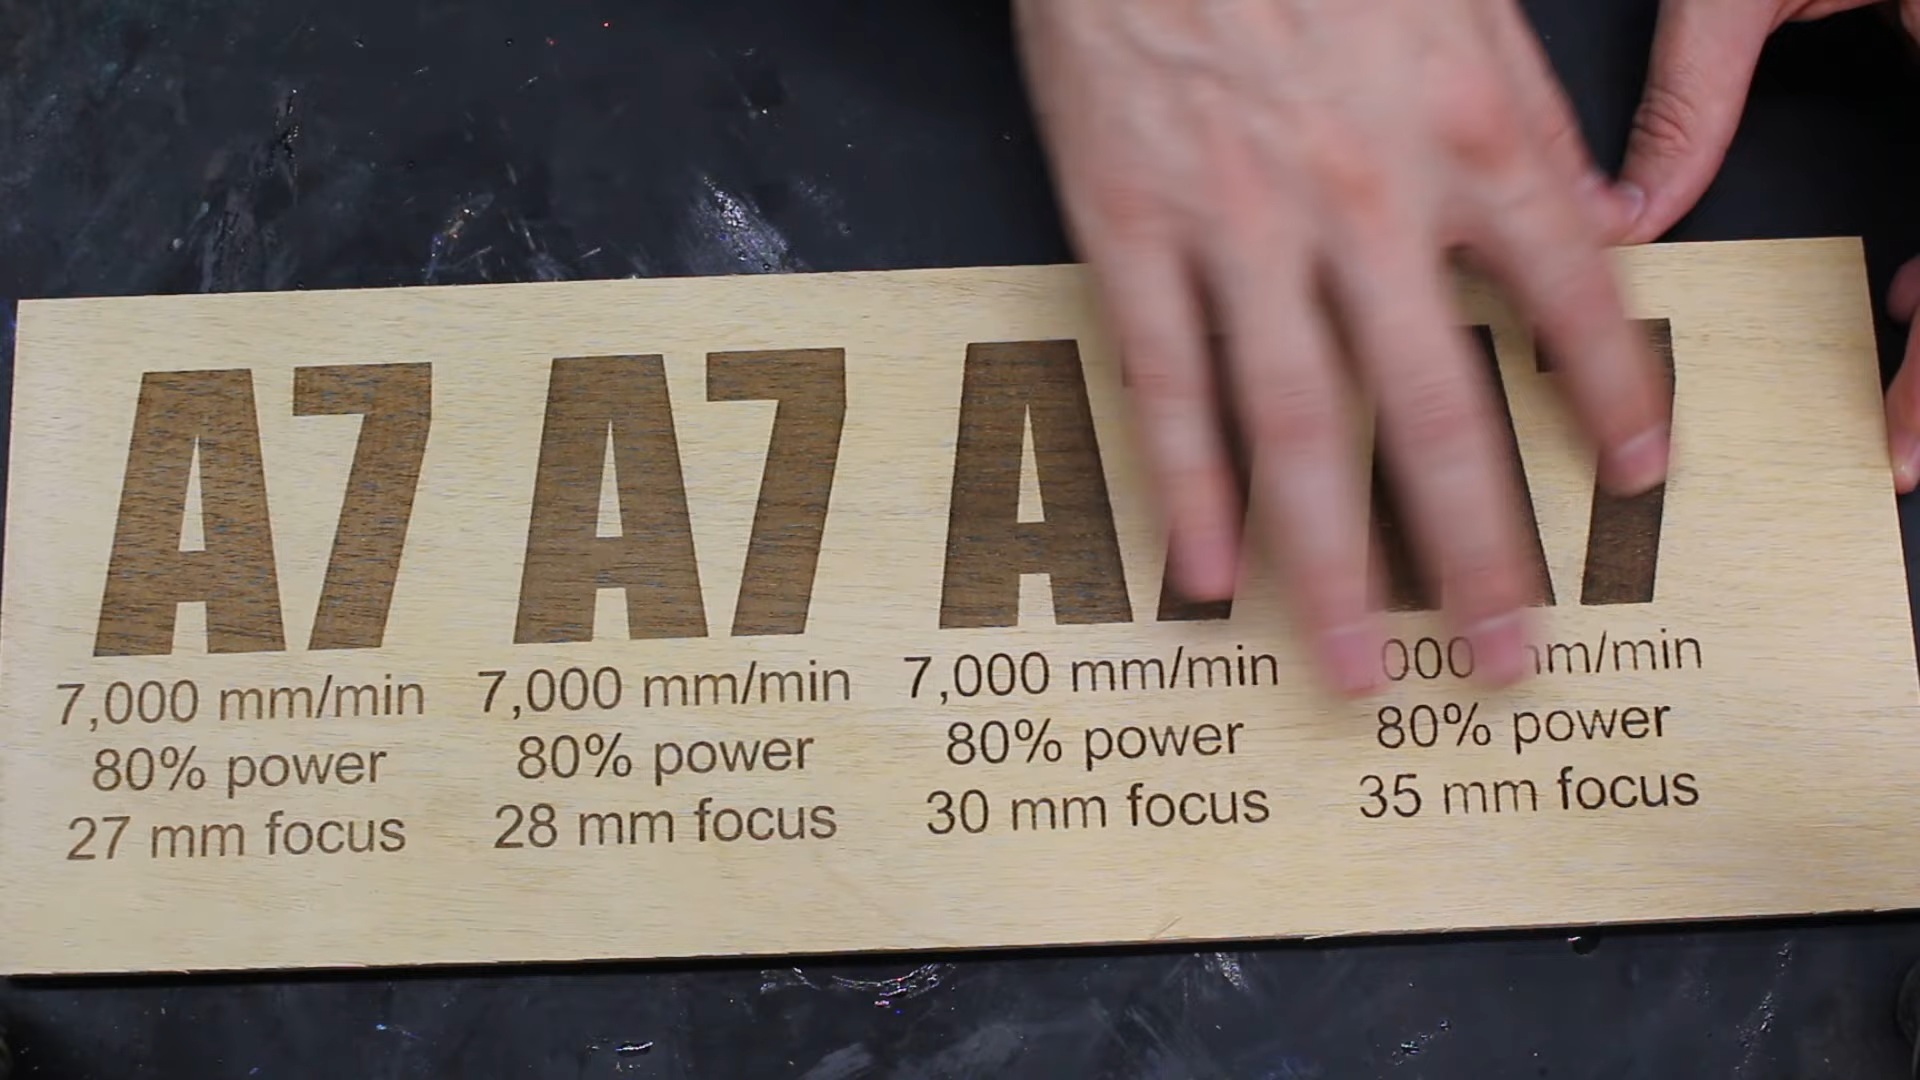 A7 A7 A7 A7
7,000 mm/min
80% power
27 mm focus
7,000 mm/min
80% power
28 mm focus
7,000 mm/min
80% power
30 mm focus
80% power
35 mm focus